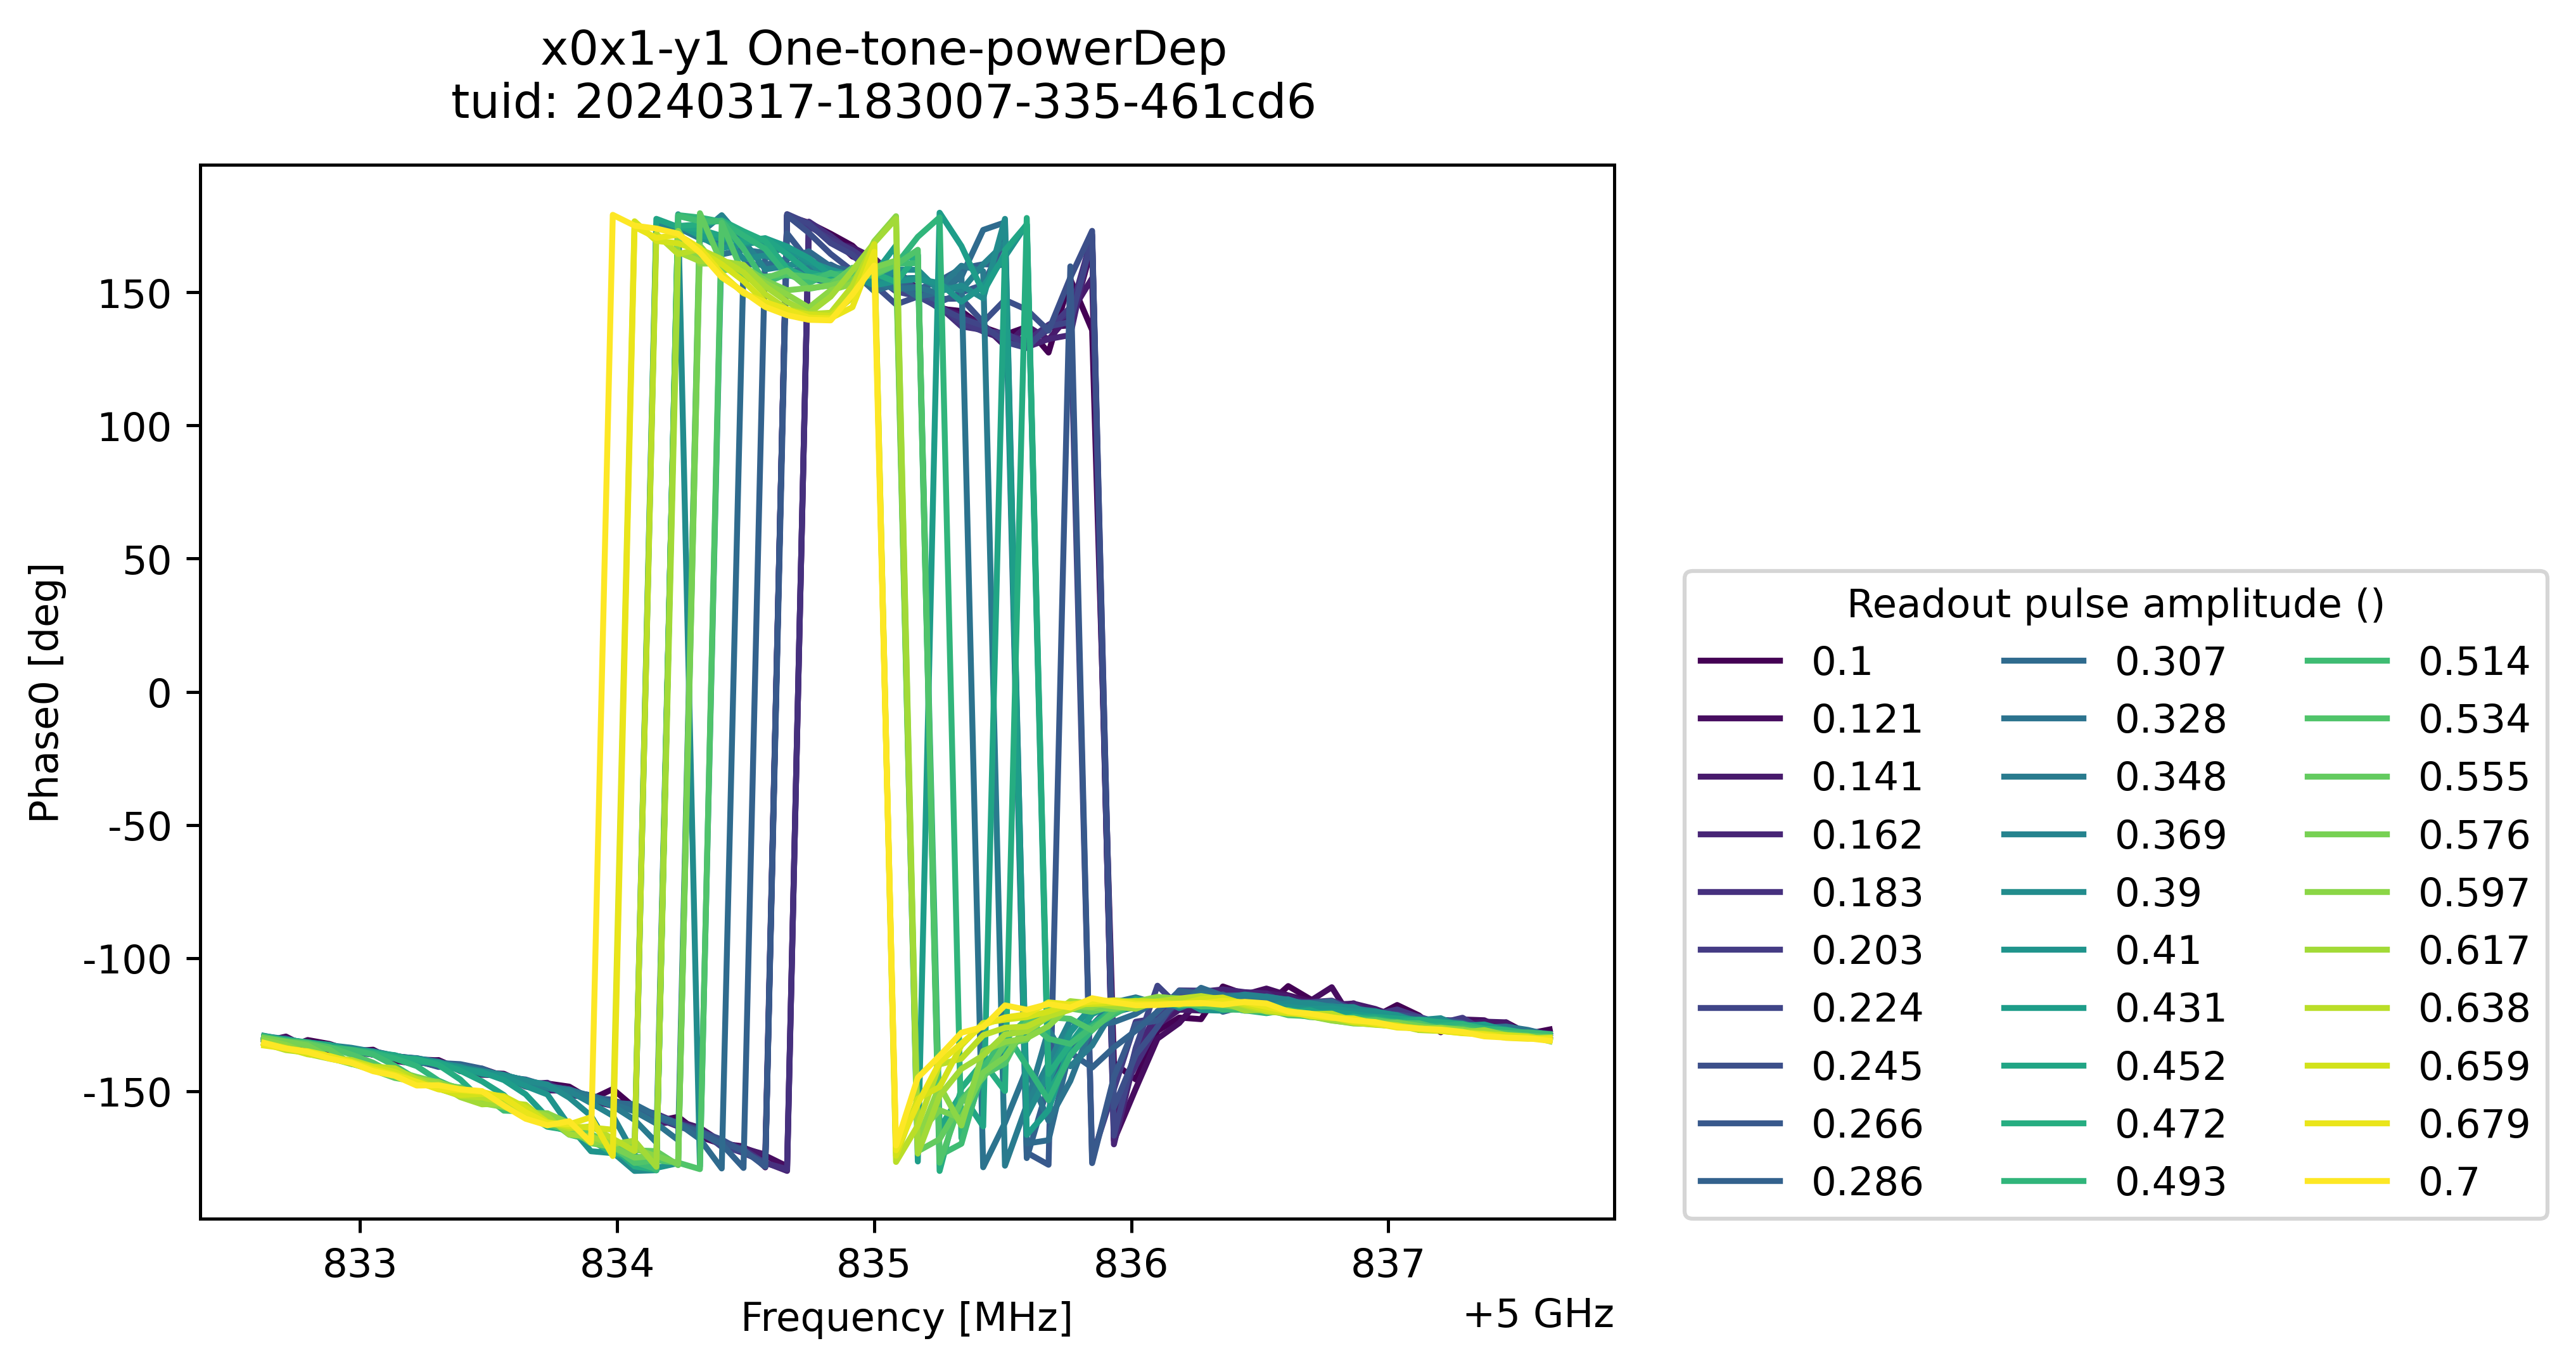 x0x1-y1 One-tone-powerDep
tuid: 20240317-183007-335-461cd6
Phase0 [deg]
150
100
50
0
-50
-100
-150
833 834 835 836 837
Frequency [MHz]
+5 GHz
Readout pulse amplitude ()
0.1 0.307 0.514
0.121 0.328 0.534
0.141 0.348 0.555
0.162 0.369 0.576
0.183 0.39 0.597
0.203 0.41 0.617
0.224 0.431 0.638
0.245 0.452 0.659
0.266 0.472 0.679
0.286 0.493 0.7